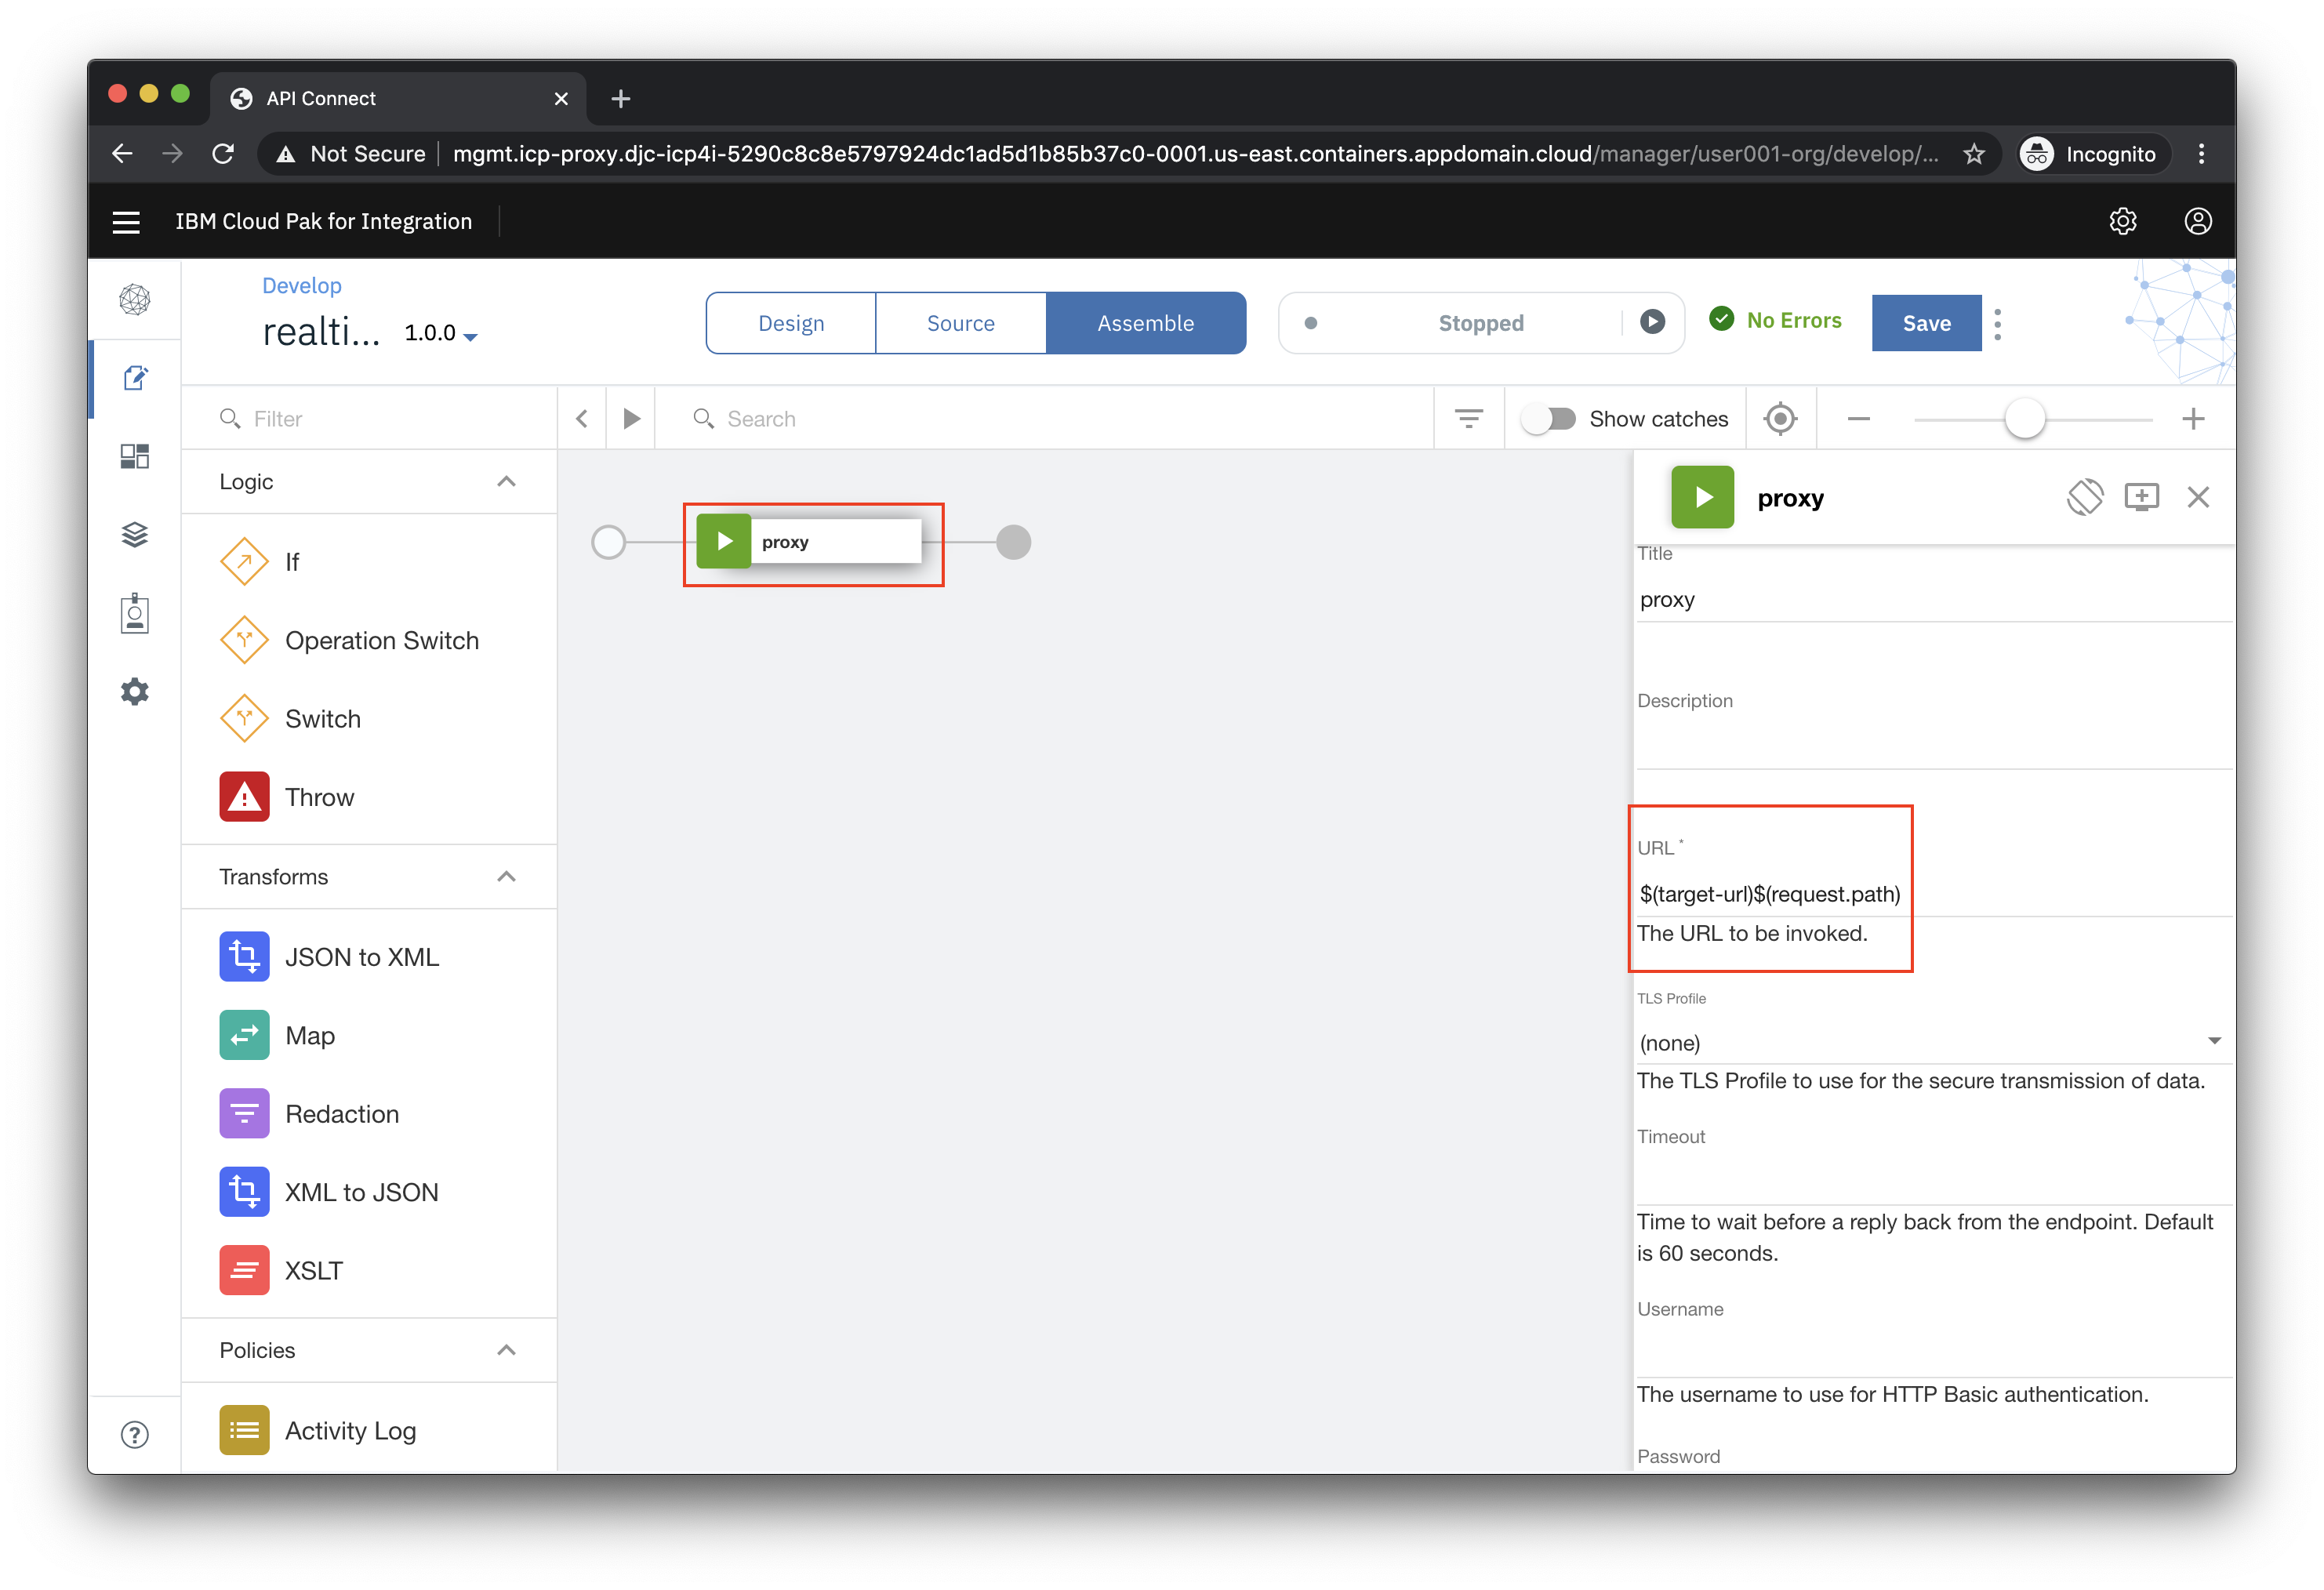 API Connect
Not Secure
mgmt.icp-proxy.djc-icp4i-5290c8c8e5797924dc1ad5d1b85b37c0-0001.us-east.containers.appdomain.cloud/manager/user001-org/develop/...
Incognito
IBM Cloud Pak for Integration
Develop
realti...
1.0.0
Design
Source
Assemble
Stopped
No Errors
Save
Filter
Search
Show catches
Logic
If
Operation Switch
Switch
Throw
Transforms
JSON to XML
Map
Redaction
XML to JSON
XSLT
Policies
Activity Log
proxy
proxy
Title
proxy
Description
URL *
$(target-url)$(request.path)
The URL to be invoked.
TLS Profile
(none)
The TLS Profile to use for the secure transmission of data.
Timeout
Time to wait before a reply back from the endpoint. Default
is 60 seconds.
Username
The username to use for HTTP Basic authentication.
Password